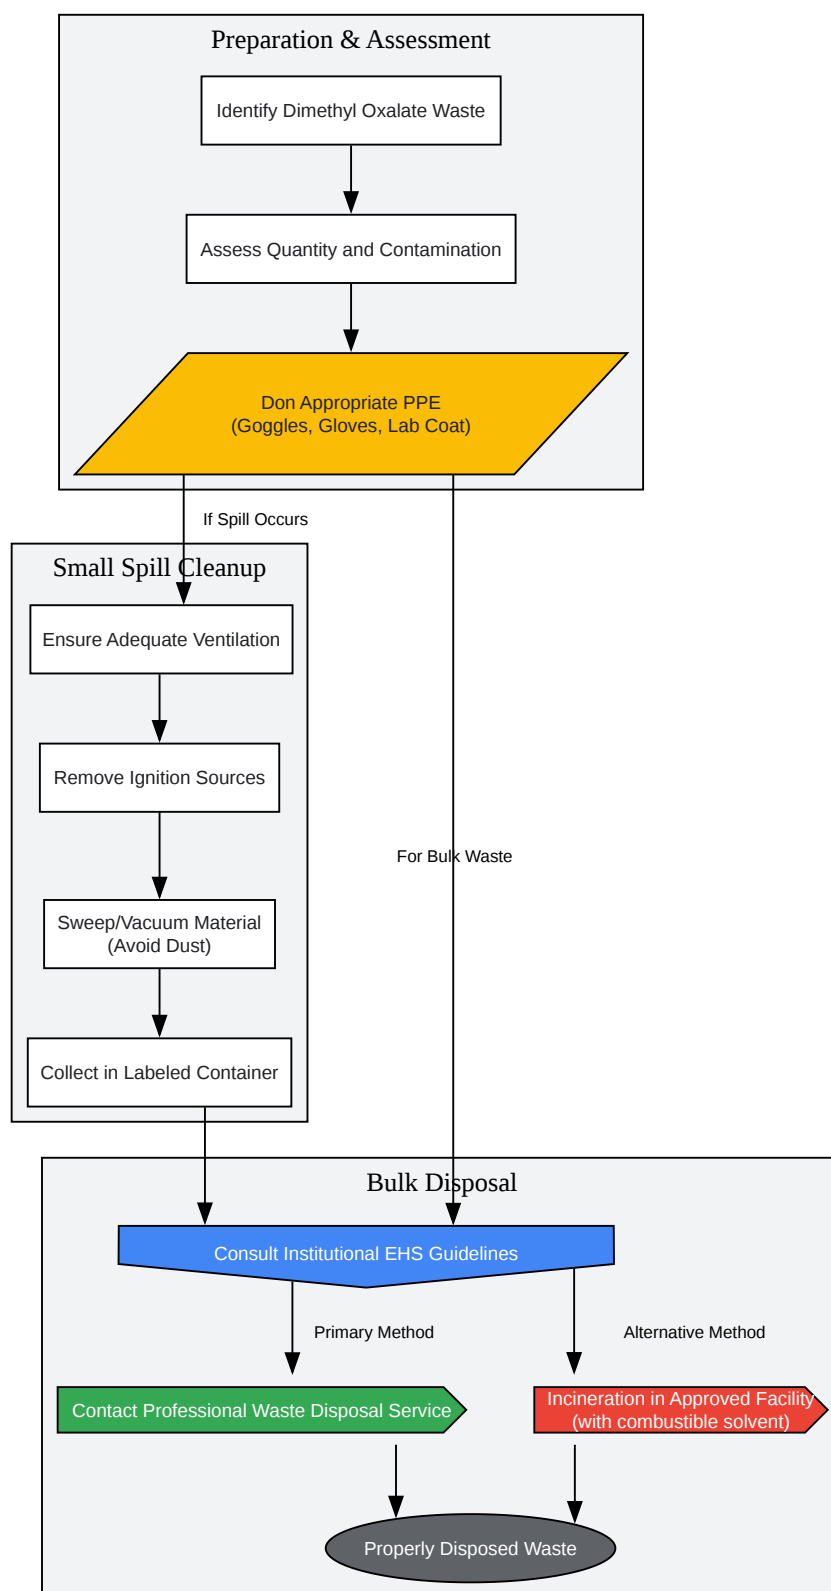 Preparation & Assessment
Identify Dimethyl Oxalate Waste
Assess Quantity and Contamination
Don Appropriate PPE
(Goggles, Gloves, Lab Coat)
If Spill Occurs
Small Spill Cleanup
Ensure Adequate Ventilation
Remove Ignition Sources
For Bulk Waste
Sweep/Vacuum Material
(Avoid Dust)
Collect in Labeled Container
Bulk Disposal
Consult Institutional EHS Guidelines
Primary Method
Alternative Method
Contact Professional Waste Disposal Service
Incineration in Approved Facility
(with combustible solvent)
Properly Disposed Waste